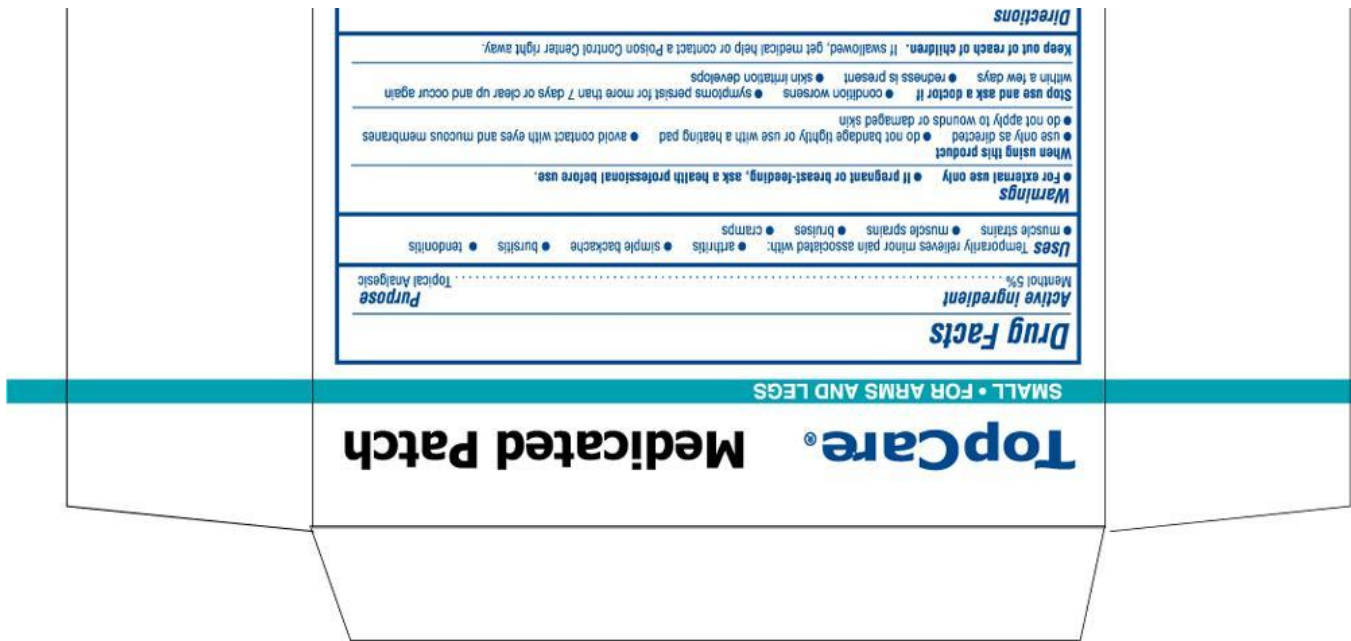 TopCare® Medicated Patch
SMALL • FOR ARMS AND LEGS
Drug Facts
Active ingredient Purpose
Menthol 5% ........ Topical Analgesic
Uses Temporarily relieves minor pain associated with: ● arthritis ● simple backache ● bursitis ● tendonitis
● muscle strains ● muscle sprains ● bruises ● cramps
Warnings
● For external use only ● If pregnant or breast-feeding, ask a health professional before use.
When using this product
● use only as directed ● do not bandage tightly or use with a heating pad ● avoid contact with eyes and mucous membranes
● do not apply to wounds or damaged skin
Stop use and ask a doctor if ● condition worsens ● symptoms persist for more than 7 days or clear up and occur again
within a few days ● redness is present ● skin irritation develops
Keep out of reach of children. If swallowed, get medical help or contact a Poison Control Center right away.
Directions